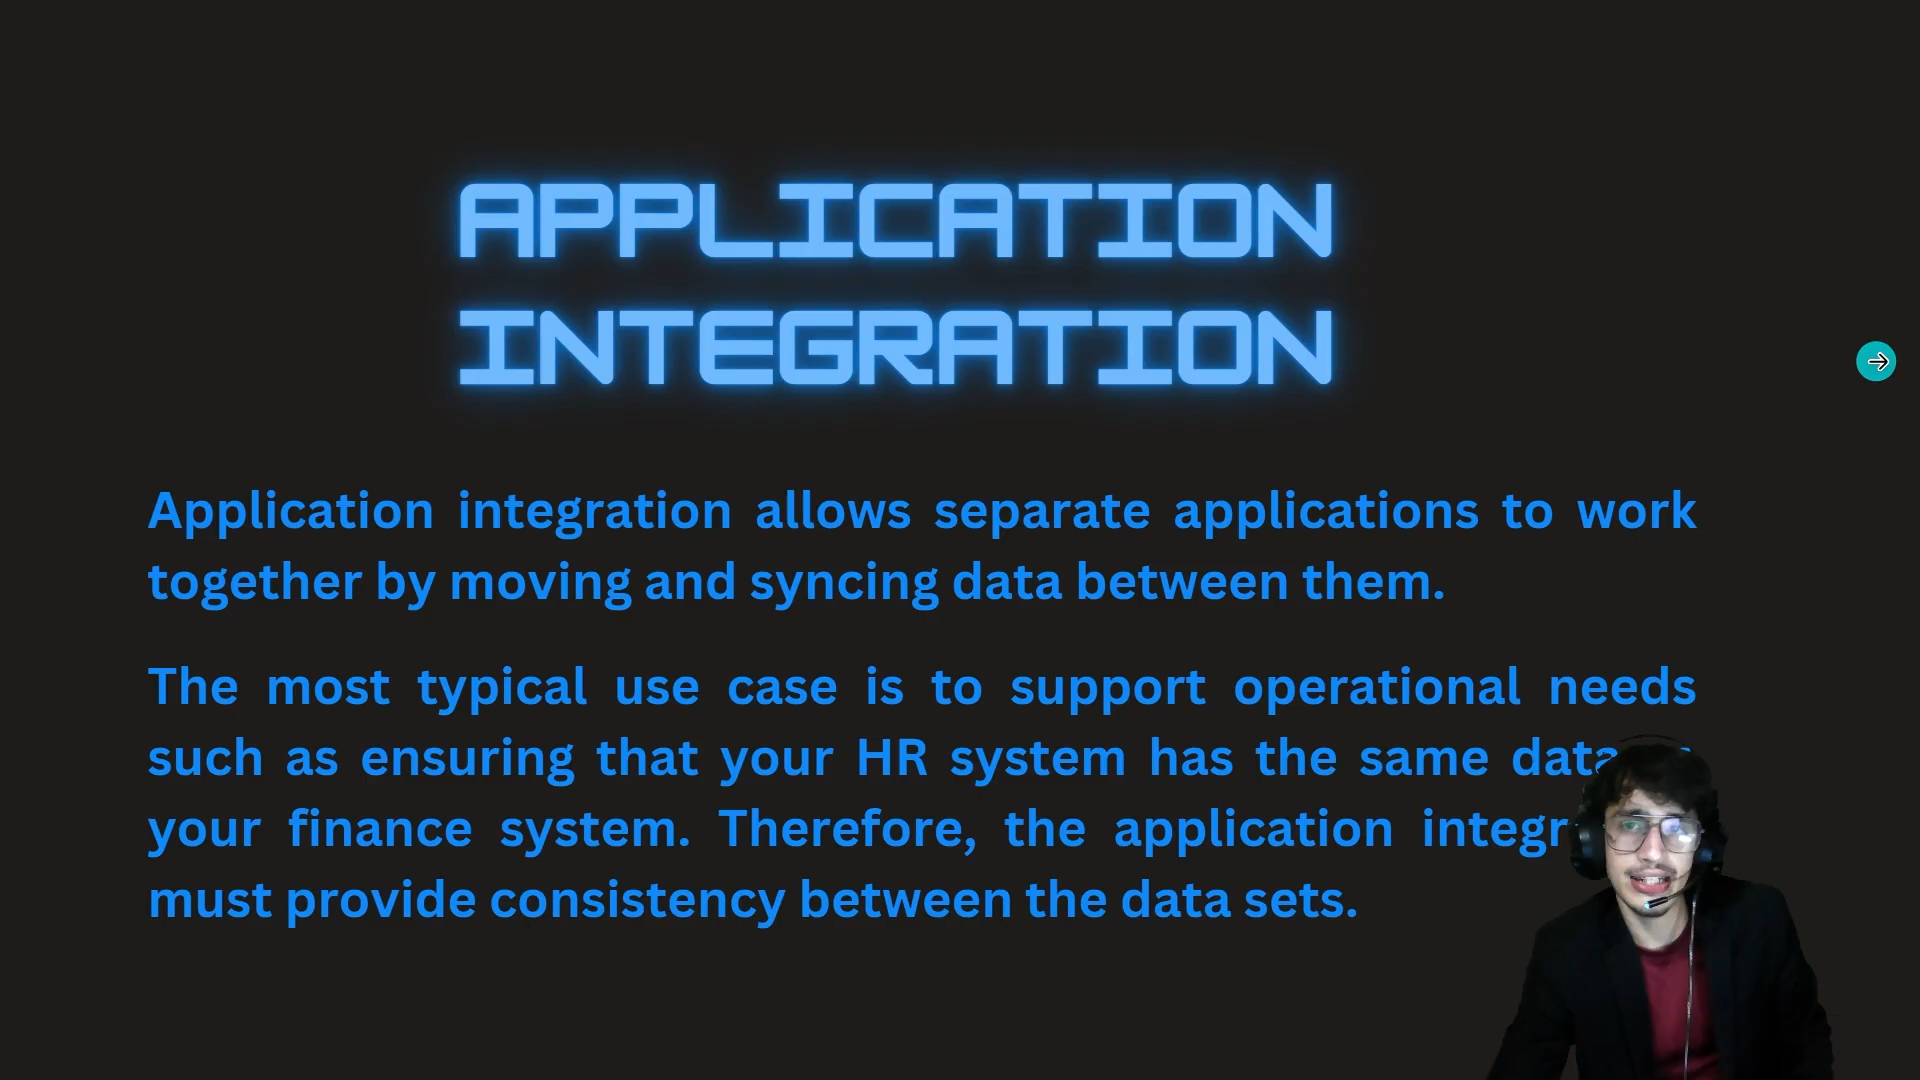 APPLICATION
INTEGRATION
Application integration allows separate applications to work
together by moving and syncing data between them.
The most typical use case is to support operational needs
such as ensuring that your HR system has the same data
your finance system. Therefore, the application
must provide consistency between the data sets.